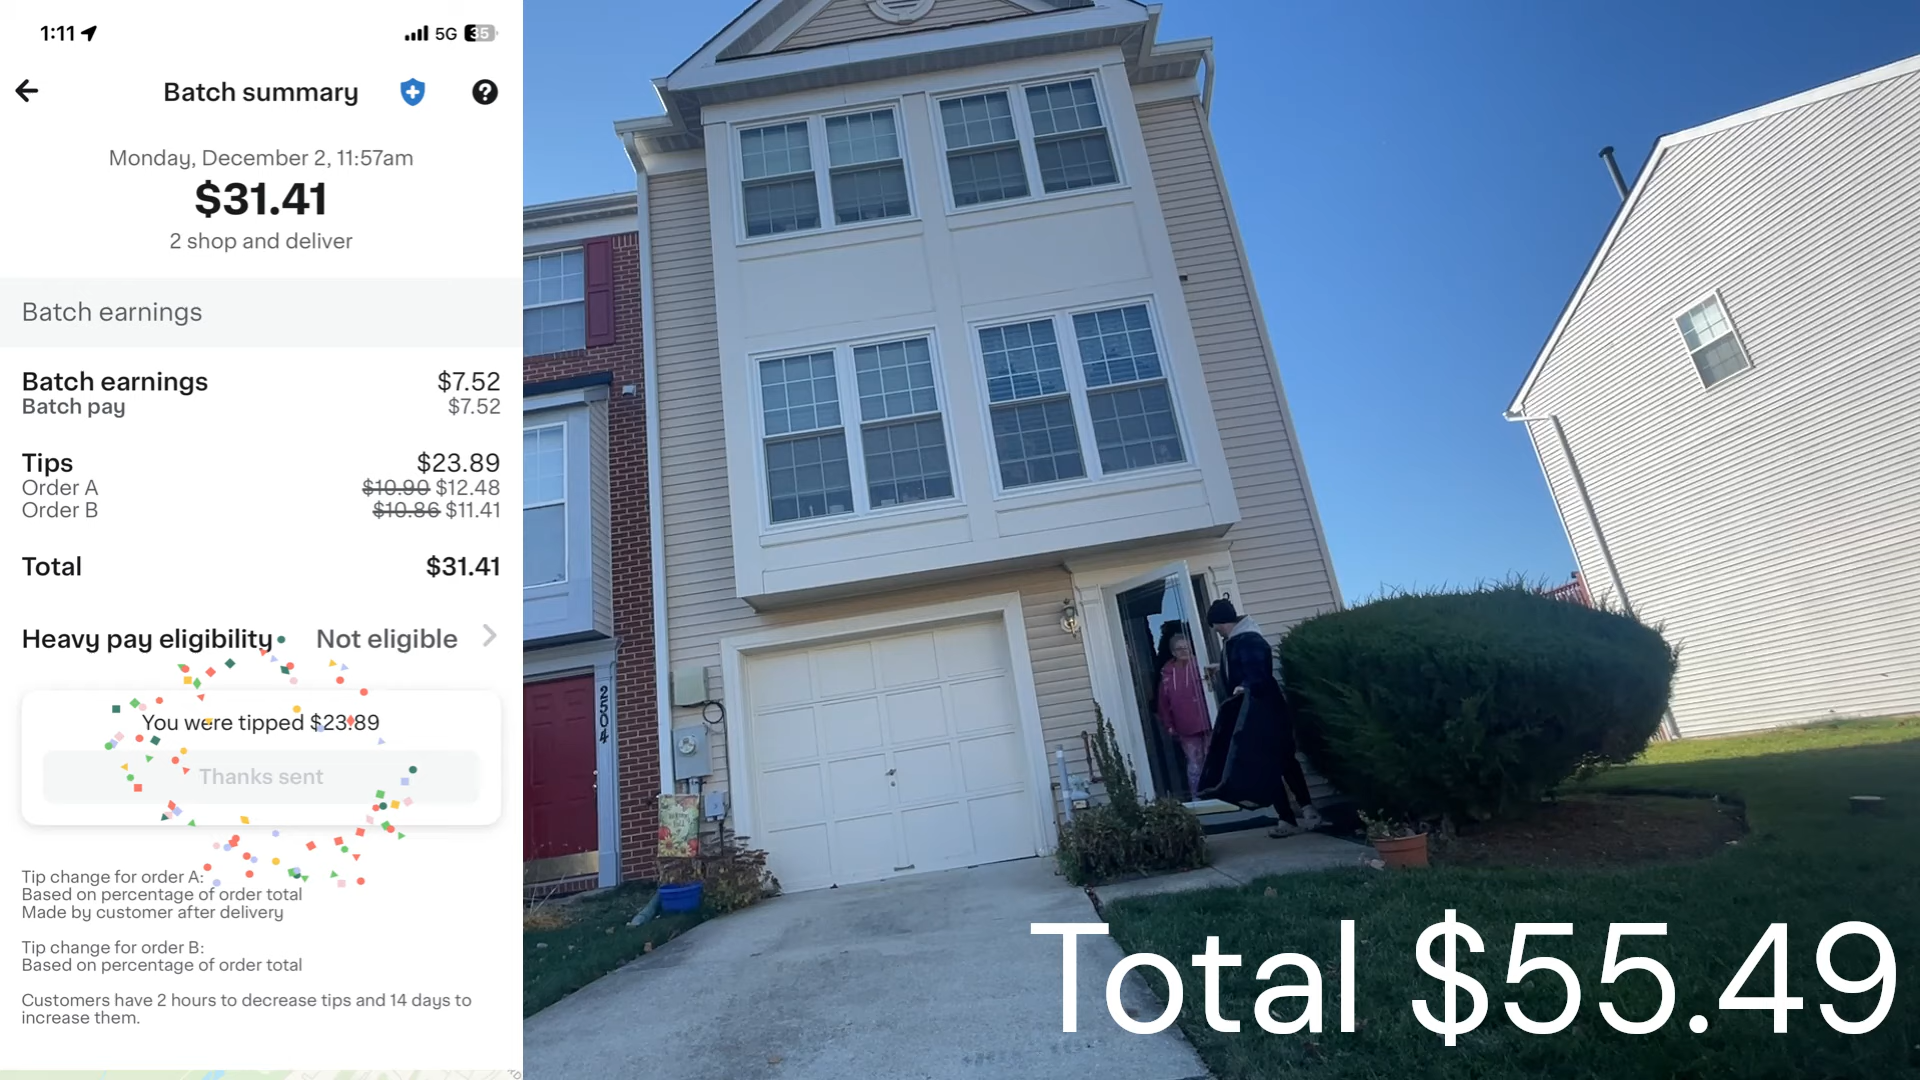 1:11
5G 35
Batch summary
Monday, December 2, 11:57am
$31.41
2 shop and deliver
Batch earnings
Batch earnings $7.52
Batch pay $7.52
Tips $23.89
Order A $10.90 $12.48
Order B $10.86 $11.41
Total $31.41
Heavy pay eligibility Not eligible
You were tipped $23.89
Thanks sent
Tip change for order A:
Based on percentage of order total
Made by customer after delivery
Tip change for order B:
Based on percentage of order total
Customers have 2 hours to decrease tips and 14 days to
increase them.
2504
Total $55.49